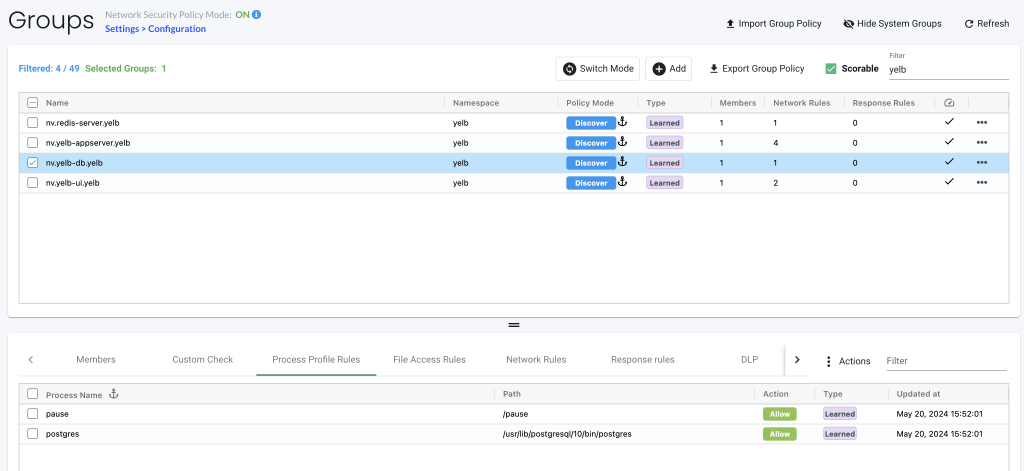 Groups
Network Security Policy Mode: ON
Settings > Configuration
Import Group Policy Hide System Groups Refresh
Filtered: 4 / 49 Selected Groups: 1
Switch Mode Add Export Group Policy Scorable
Filter
yelb
Name Namespace Policy Mode Type Members Network Rules Response Rules
nv.redis-server.yelb yelb Discover Learned 1 1 0
nv.yelb-appserver.yelb yelb Discover Learned 1 4 0
nv.yelb-db.yelb yelb Discover Learned 1 1 0
nv.yelb-ui.yelb yelb Discover Learned 1 2 0
Members Custom Check Process Profile Rules File Access Rules Network Rules Response rules DLP Actions Filter
Process Name Path Action Type Updated at
pause /pause Allow Learned May 20, 2024 15:52:01
postgres /usr/lib/postgresql/10/bin/postgres Allow Learned May 20, 2024 15:52:01